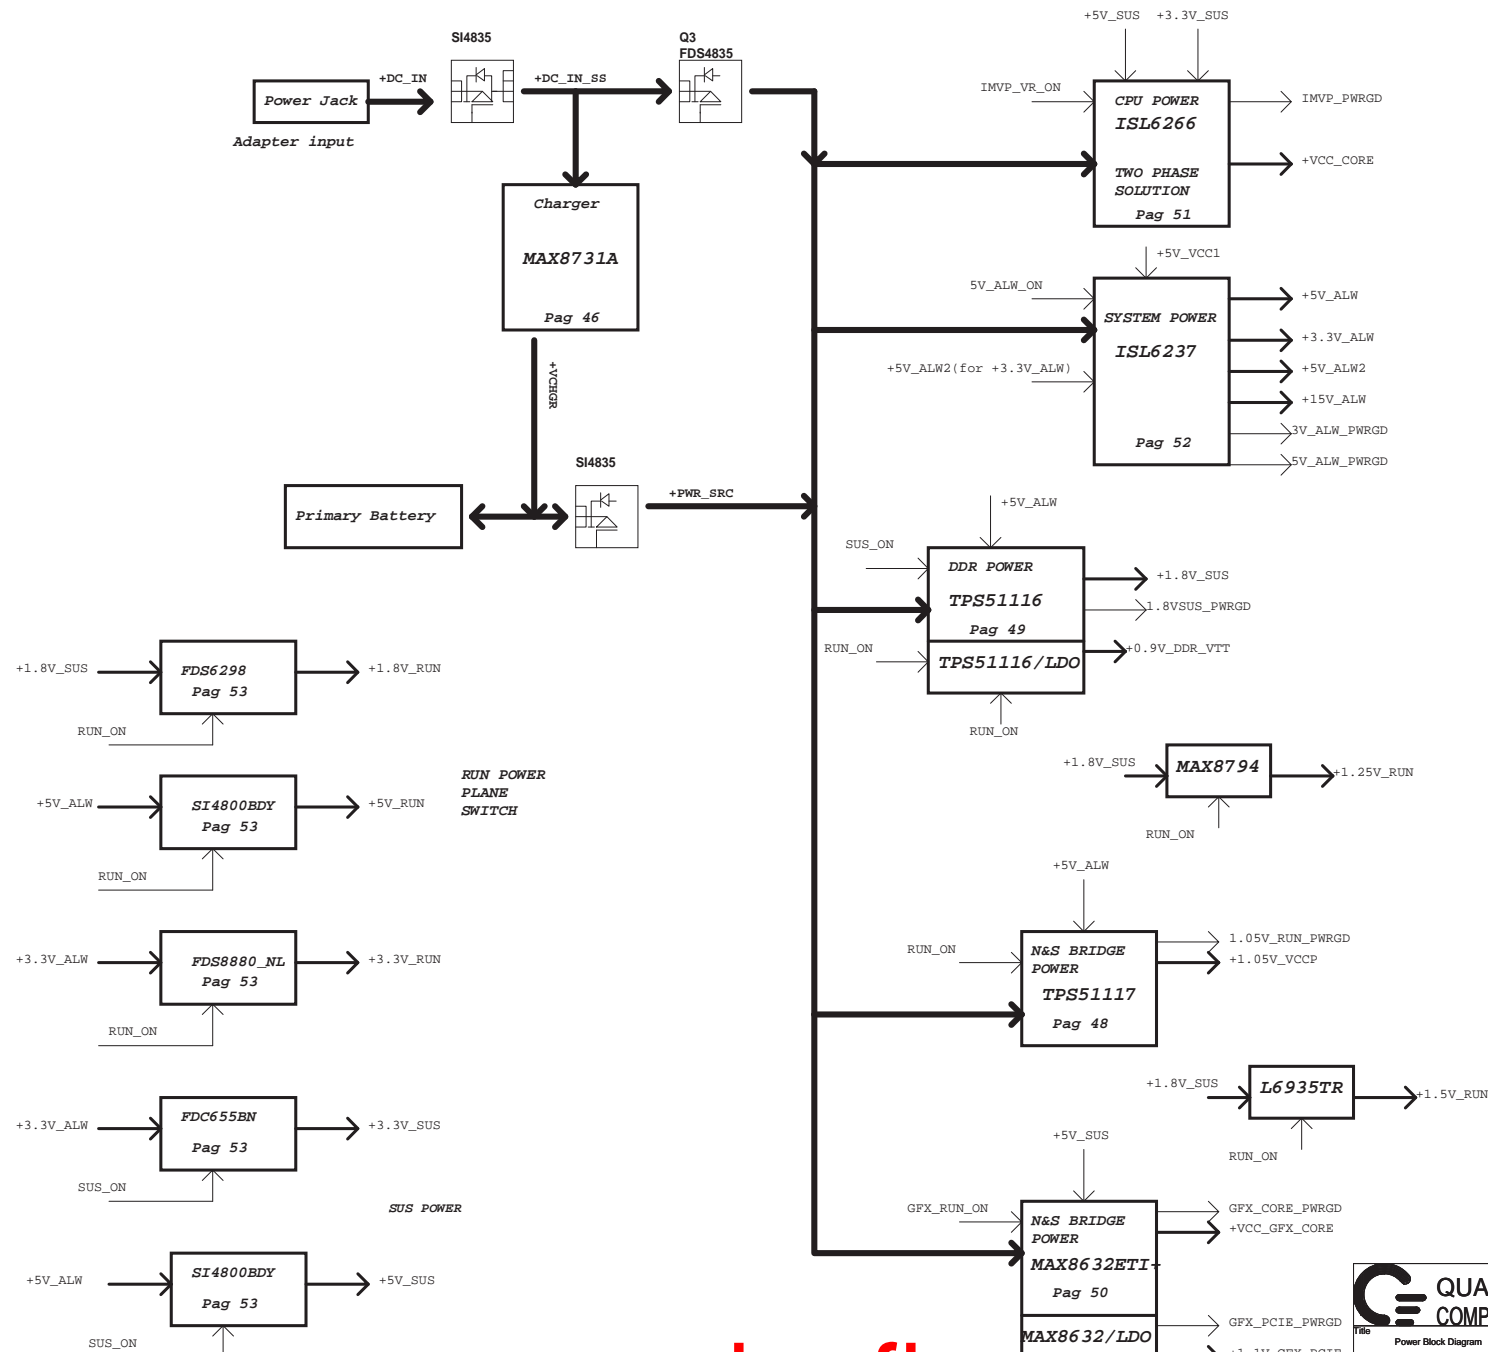 SI4835
+DC_IN
Power Jack
Adapter input
+DC_IN_SS
Q3
FDS4835
Charger
MAX8731A
Pag 46
+VCHGR
SI4835
Primary Battery
+PWR_SRC
+5V_SUS +3.3V_SUS
IMVP_VR_ON
CPU POWER
ISL6266
TWO PHASE
SOLUTION
Pag 51
IMVP_PWRGD
+VCC_CORE
+5V_VCC1
5V_ALW_ON
+5V_ALW2(for +3.3V_ALW)
SYSTEM POWER
ISL6237
Pag 52
+5V_ALW
+3.3V_ALW
+5V_ALW2
+15V_ALW
3V_ALW_PWRGD
5V_ALW_PWRGD
+5V_ALW
SUS_ON
DDR POWER
TPS51116
Pag 49
RUN_ON
TPS51116/LDO
RUN_ON
+1.8V_SUS
1.8VSUS_PWRGD
+0.9V_DDR_VTT
+1.8V_SUS
MAX8794
+1.25V_RUN
RUN_ON
+5V_ALW
RUN_ON
N&S BRIDGE
POWER
TPS51117
Pag 48
1.05V_RUN_PWRGD
+1.05V_VCCP
+1.8V_SUS
L6935TR
+1.5V_RUN
RUN_ON
+5V_SUS
GFX_RUN_ON
N&S BRIDGE
POWER
MAX8632ETI+
Pag 50
MAX8632/LDO
GFX_CORE_PWRGD
+VCC_GFX_CORE
GFX_PCIE_PWRGD
+1.8V_SUS
FDS6298
Pag 53
+1.8V_RUN
RUN_ON
+5V_ALW
SI4800BDY
Pag 53
+5V_RUN
RUN_ON
RUN POWER
PLANE
SWITCH
+3.3V_ALW
FDS8880_NL
Pag 53
+3.3V_RUN
RUN_ON
+3.3V_ALW
FDC655BN
Pag 53
+3.3V_SUS
SUS_ON
SUS POWER
+5V_ALW
SI4800BDY
Pag 53
+5V_SUS
SUS_ON
QUA
COMP
Title
Power Block Diagram